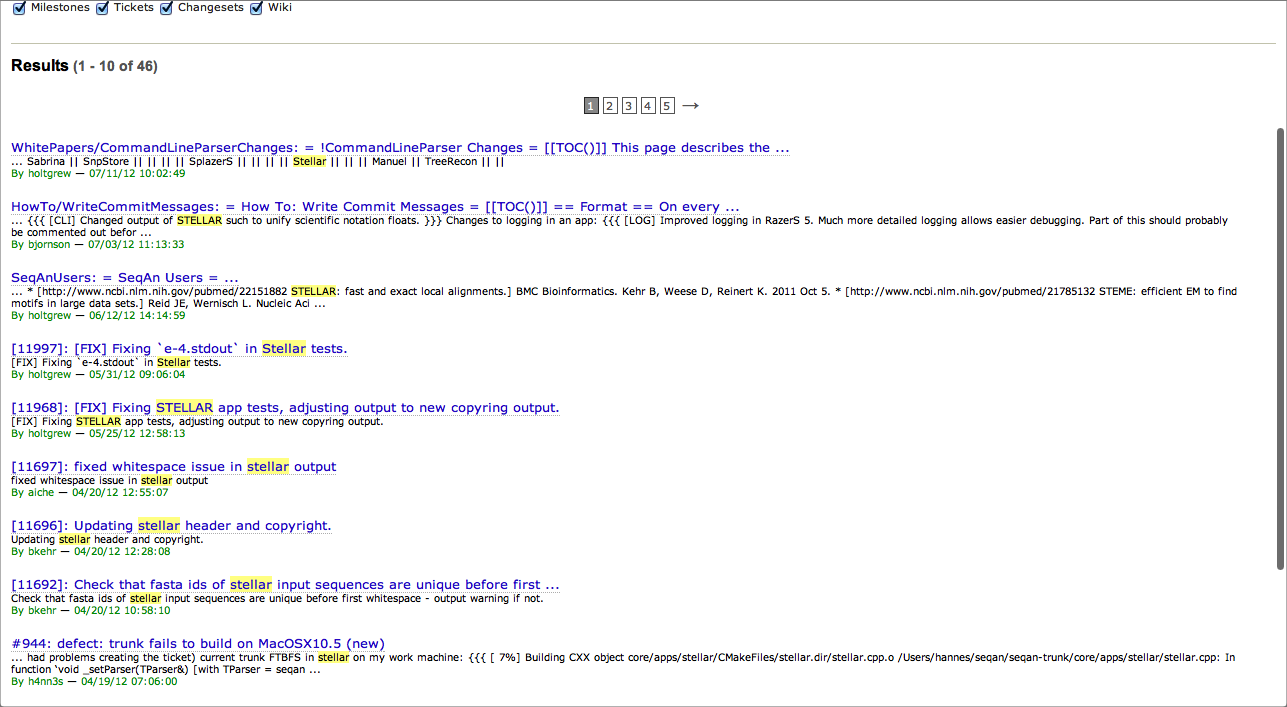 Milestones Tickets Changesets Wiki
Results (1 - 10 of 46)
1 2 3 4 5 →
WhitePapers/CommandLineParserChanges: = !CommandLineParser Changes = [[TOC()]] This page describes the ...
... Sabrina || SnpStore || || || || SplazerS || || || || Stellar || || || Manuel || TreeRecon || ||
By holtgrew — 07/11/12 10:02:49
HowTo/WriteCommitMessages: = How To: Write Commit Messages = [[TOC()]] == Format == On every ...
... {{{ [CLI] Changed output of STELLAR such to unify scientific notation floats. }}} Changes to logging in an app: {{{ [LOG] Improved logging in RazerS 5. Much more detailed logging allows easier debugging. Part of this should probably
be commented out befor ...
By bjornson — 07/03/12 11:13:33
SeqAnUsers: = SeqAn Users = ...
... * [http://www.ncbi.nlm.nih.gov/pubmed/22151882 STELLAR: fast and exact local alignments.] BMC Bioinformatics. Kehr B, Weese D, Reinert K. 2011 Oct 5. * [http://www.ncbi.nlm.nih.gov/pubmed/21785132 STEME: efficient EM to find
motifs in large data sets.] Reid JE, Wernisch L. Nucleic Aci ...
By holtgrew — 06/12/12 14:14:59
[11997]: [FIX] Fixing `e-4.stdout` in Stellar tests.
[FIX] Fixing `e-4.stdout` in Stellar tests.
By holtgrew — 05/31/12 09:06:04
[11968]: [FIX] Fixing STELLAR app tests, adjusting output to new copyring output.
[FIX] Fixing STELLAR app tests, adjusting output to new copyring output.
By holtgrew — 05/25/12 12:58:13
[11697]: fixed whitespace issue in stellar output
fixed whitespace issue in stellar output
By aiche — 04/20/12 12:55:07
[11696]: Updating stellar header and copyright.
Updating stellar header and copyright.
By bkehr — 04/20/12 12:28:08
[11692]: Check that fasta ids of stellar input sequences are unique before first ...
Check that fasta ids of stellar input sequences are unique before first whitespace - output warning if not.
By bkehr — 04/20/12 10:58:10
#944: defect: trunk fails to build on MacOSX10.5 (new)
... had problems creating the ticket) current trunk FTBFS in stellar on my work machine: {{{ [ 7%] Building CXX object core/apps/stellar/CMakeFiles/stellar.dir/stellar.cpp.o /Users/hannes/seqan/seqan-trunk/core/apps/stellar/stellar.cpp: In
function 'void _setParser(TParser&) [with TParser = seqan ...
By h4nn3s — 04/19/12 07:06:00